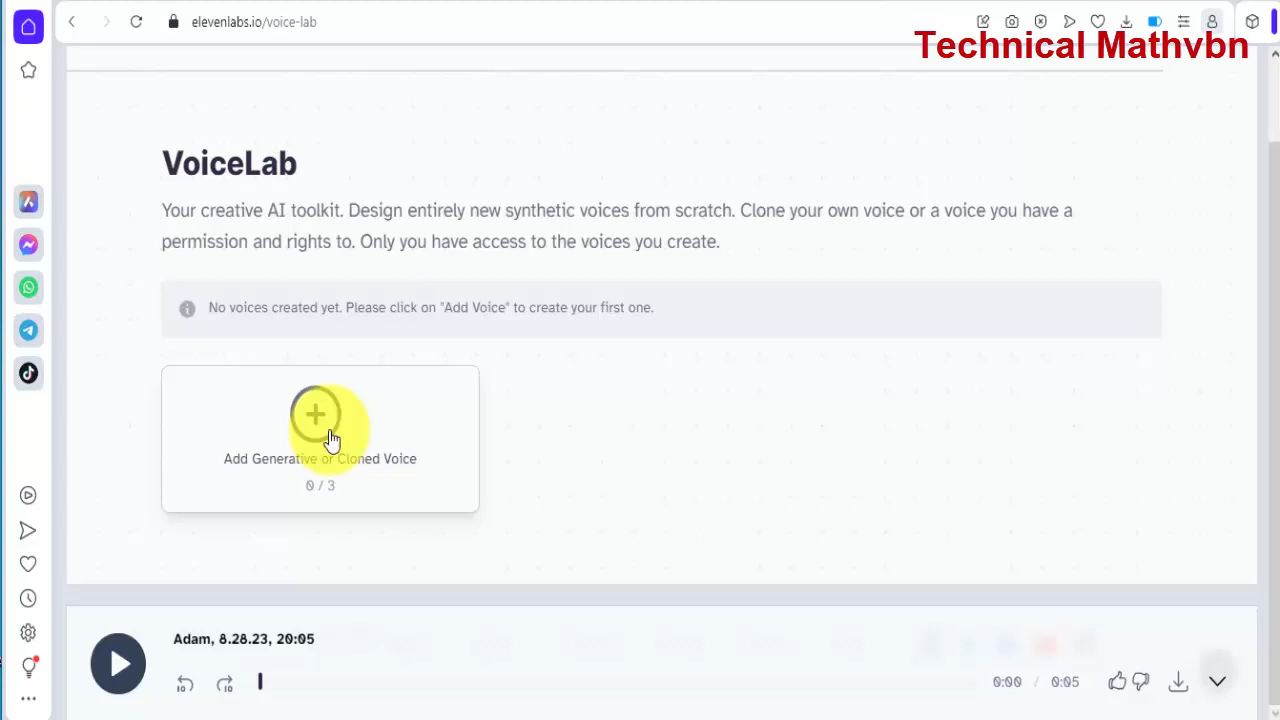 elevenlabs.io/voice-lab
Technical Mathvbn
VoiceLab
Your creative AI toolkit. Design entirely new synthetic voices from scratch. Clone your own voice or a voice you have a
permission and rights to. Only you have access to the voices you create.
No voices created yet. Please click on "Add Voice" to create your first one.
Add Generative or Cloned Voice
0 / 3
Adam, 8.28.23, 20:05
10
10
0:00 / 0:05